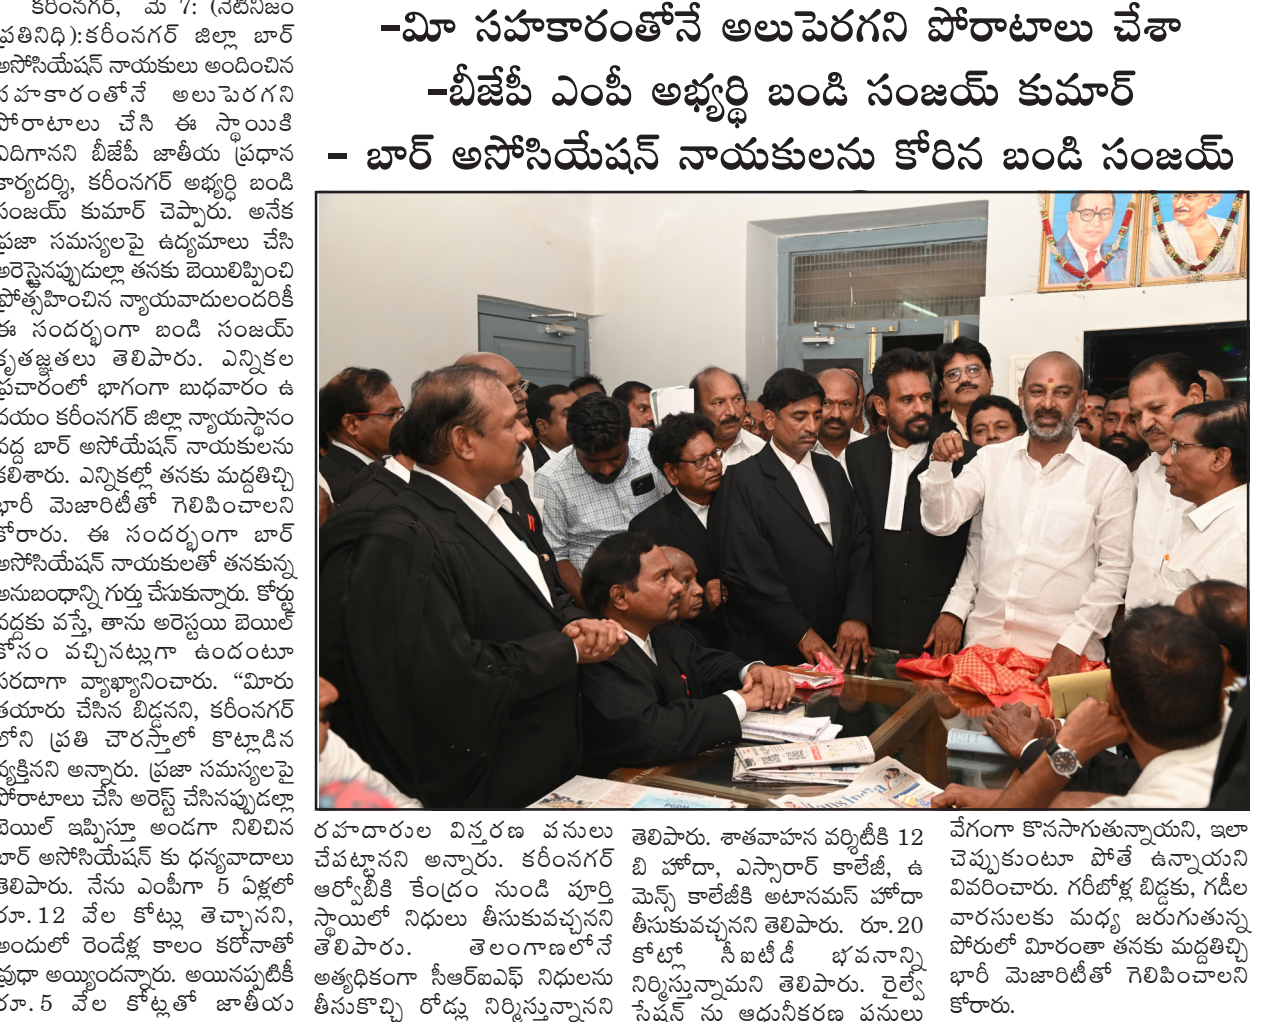 –మీ సహకారంతోనే అలుపెరగని పోరాటాలు చేశా
–బీజేపీ ఎంపీ అభ్యర్థి బండి సంజయ్ కుమార్
– బార్ అసోసియేషన్ నాయకులను కోరిన బండి సంజయ్
కరీంనగర్, మే 7: (నేటినిజం
ప్రతినిధి):కరీంనగర్ జిల్లా బార్
అసోసియేషన్ నాయకులు అందించిన
సహకారంతోనే అలుపెరగని
పోరాటాలు చేసి ఈ స్థాయికి
ఎదిగానని బీజేపీ జాతీయ ప్రధాన
కార్యదర్శి, కరీంనగర్ అభ్యర్థి బండి
సంజయ్ కుమార్ చెప్పారు. అనేక
ప్రజా సమస్యలపై ఉద్యమాలు చేసి
అరెస్టైనప్పుడుల్లా తనకు బెయిలిప్పించి
ప్రోత్సహించిన న్యాయవాదులందరికీ
ఈ సందర్భంగా బండి సంజయ్
కృతజ్ఞతలు తెలిపారు. ఎన్నికల
ప్రచారంలో భాగంగా బుధవారం ఉ
దయం కరీంనగర్ జిల్లా న్యాయస్థానం
వద్ద బార్ అసోయేషన్ నాయకులను
కలిశారు. ఎన్నికల్లో తనకు మద్దతిచ్చి
భారీ మెజారిటీతో గెలిపించాలని
కోరారు. ఈ సందర్భంగా బార్
అసోసియేషన్ నాయకులతో తనకున్న
అనుబంధాన్ని గుర్తు చేసుకున్నారు. కోర్టు
వద్దకు వస్తే, తాను అరెస్టయి బెయిల్
కోసం వచ్చినట్లుగా ఉందంటూ
సరదాగా వ్యాఖ్యానించారు. “మీరు
తయారు చేసిన బిడ్డనని, కరీంనగర్
లోని ప్రతి చౌరస్తాలో కొట్లాడిన
వ్యక్తినని అన్నారు. ప్రజా సమస్యలపై
పోరాటాలు చేసి అరెస్ట్ చేసినప్పుడల్లా
బెయిల్ ఇప్పిస్తూ అండగా నిలిచిన
బార్ అసోసియేషన్ కు ధన్యవాదాలు
తెలిపారు. నేను ఎంపీగా 5 ఏళ్లలో
రూ.12 వేల కోట్లు తెచ్చానని,
అందులో రెండేళ్ల కాలం కరోనాతో
వృధా అయ్యిందన్నారు. అయినప్పటికీ
రూ.5 వేల కోట్లతో జాతీయ
రహదారుల విస్తరణ పనులు
చేపట్టానని అన్నారు. కరీంనగర్
ఆర్వోబీకి కేంద్రం నుండి పూర్తి
స్థాయిలో నిధులు తీసుకువచ్చనని
తెలిపారు. తెలంగాణలోనే
అత్యధికంగా సీఆర్ఐఎఫ్ నిధులను
తీసుకొచ్చి రోడ్లు నిర్మిస్తున్నానని
తెలిపారు. శాతవాహన వర్శిటీకి 12
బి హోదా, ఎస్సారార్ కాలేజీ, ఉ
మెన్స్ కాలేజీకి అటానమస్ హోదా
తీసుకువచ్చనని తెలిపారు. రూ.20
కోట్లో సీఐటీడీ భవనాన్ని
నిర్మిస్తున్నామని తెలిపారు. రైల్వే
స్టేషన్ ను ఆధునీకరణ పనులు
వేగంగా కొనసాగుతున్నాయని, ఇలా
చెప్పుకుంటూ పోతే ఉన్నాయని
వివరించారు. గరీబోళ్ల బిడ్డకు, గడీల
వారసులకు మధ్య జరుగుతున్న
పోరులో మీరంతా తనకు మద్దతిచ్చి
భారీ మెజారిటీతో గెలిపించాలని
కోరారు.